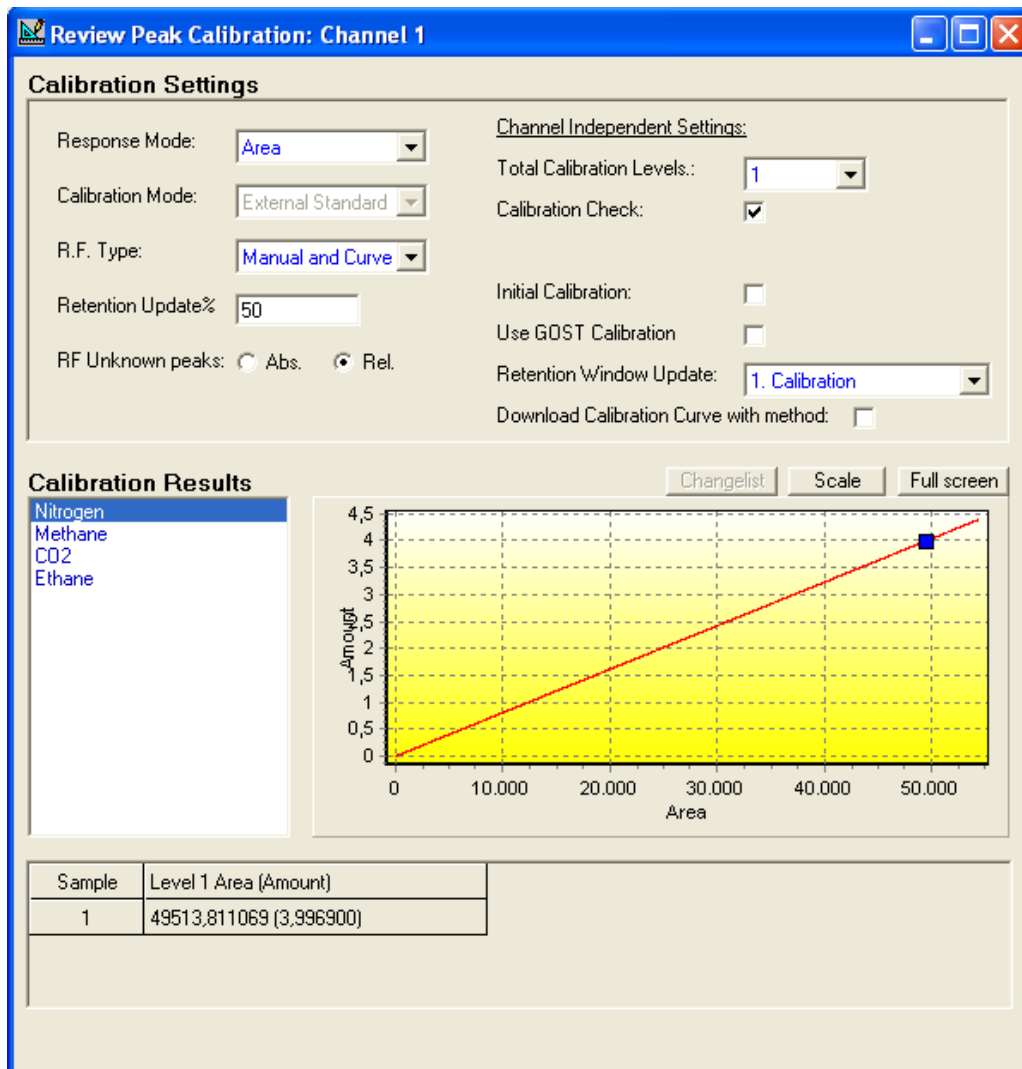 Review Peak Calibration: Channel 1
Calibration Settings
Response Mode: Area
Calibration Mode: External Standard
R.F. Type: Manual and Curve
Retention Update% 50
RF Unknown peaks: Abs. Rel.
Channel Independent Settings:
Total Calibration Levels.: 1
Calibration Check:
Initial Calibration:
Use GOST Calibration
Retention Window Update: 1. Calibration
Download Calibration Curve with method:
Calibration Results
Changelist Scale Full screen
Nitrogen
Methane
CO2
Ethane
4,5
4
3,5
3
2,5
2
1,5
1
0,5
0
Amount
0 10.000 20.000 30.000 40.000 50.000
Area
Sample Level 1 Area (Amount)
1 49513,811069 (3,996900)